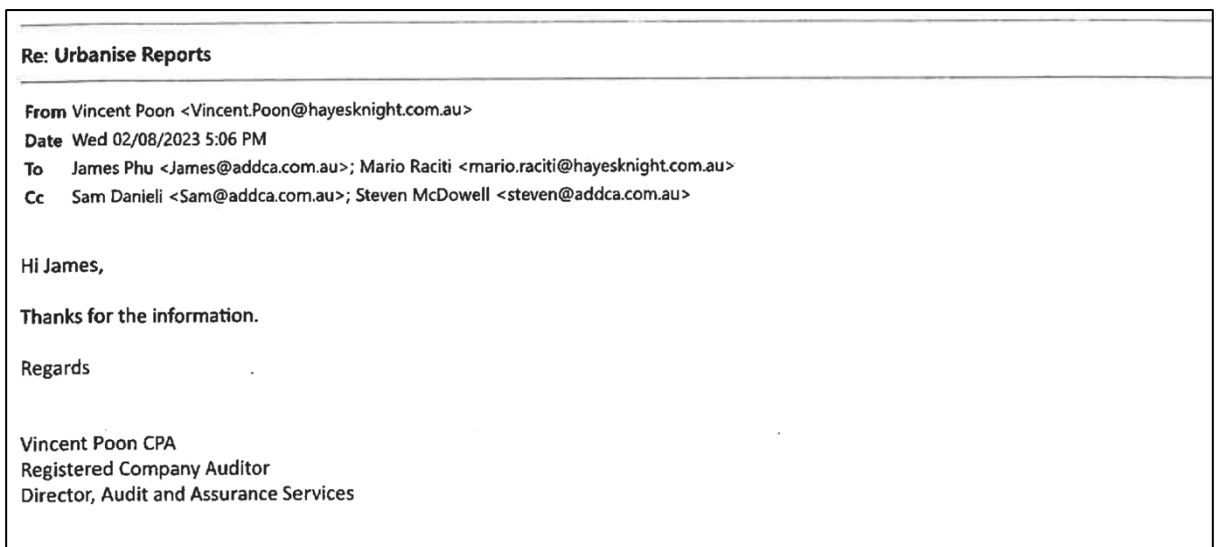 Re: Urbanise Reports
From Vincent Poon <Vincent.Poon@hayesknight.com.au>
Date Wed 02/08/2023 5:06 PM
To James Phu <James@addca.com.au>; Mario Raciti <mario.raciti@hayesknight.com.au>
Cc Sam Danieli <Sam@addca.com.au>; Steven McDowell <steven@addca.com.au>
Hi James,
Thanks for the information.
Regards
Vincent Poon CPA
Registered Company Auditor
Director, Audit and Assurance Services